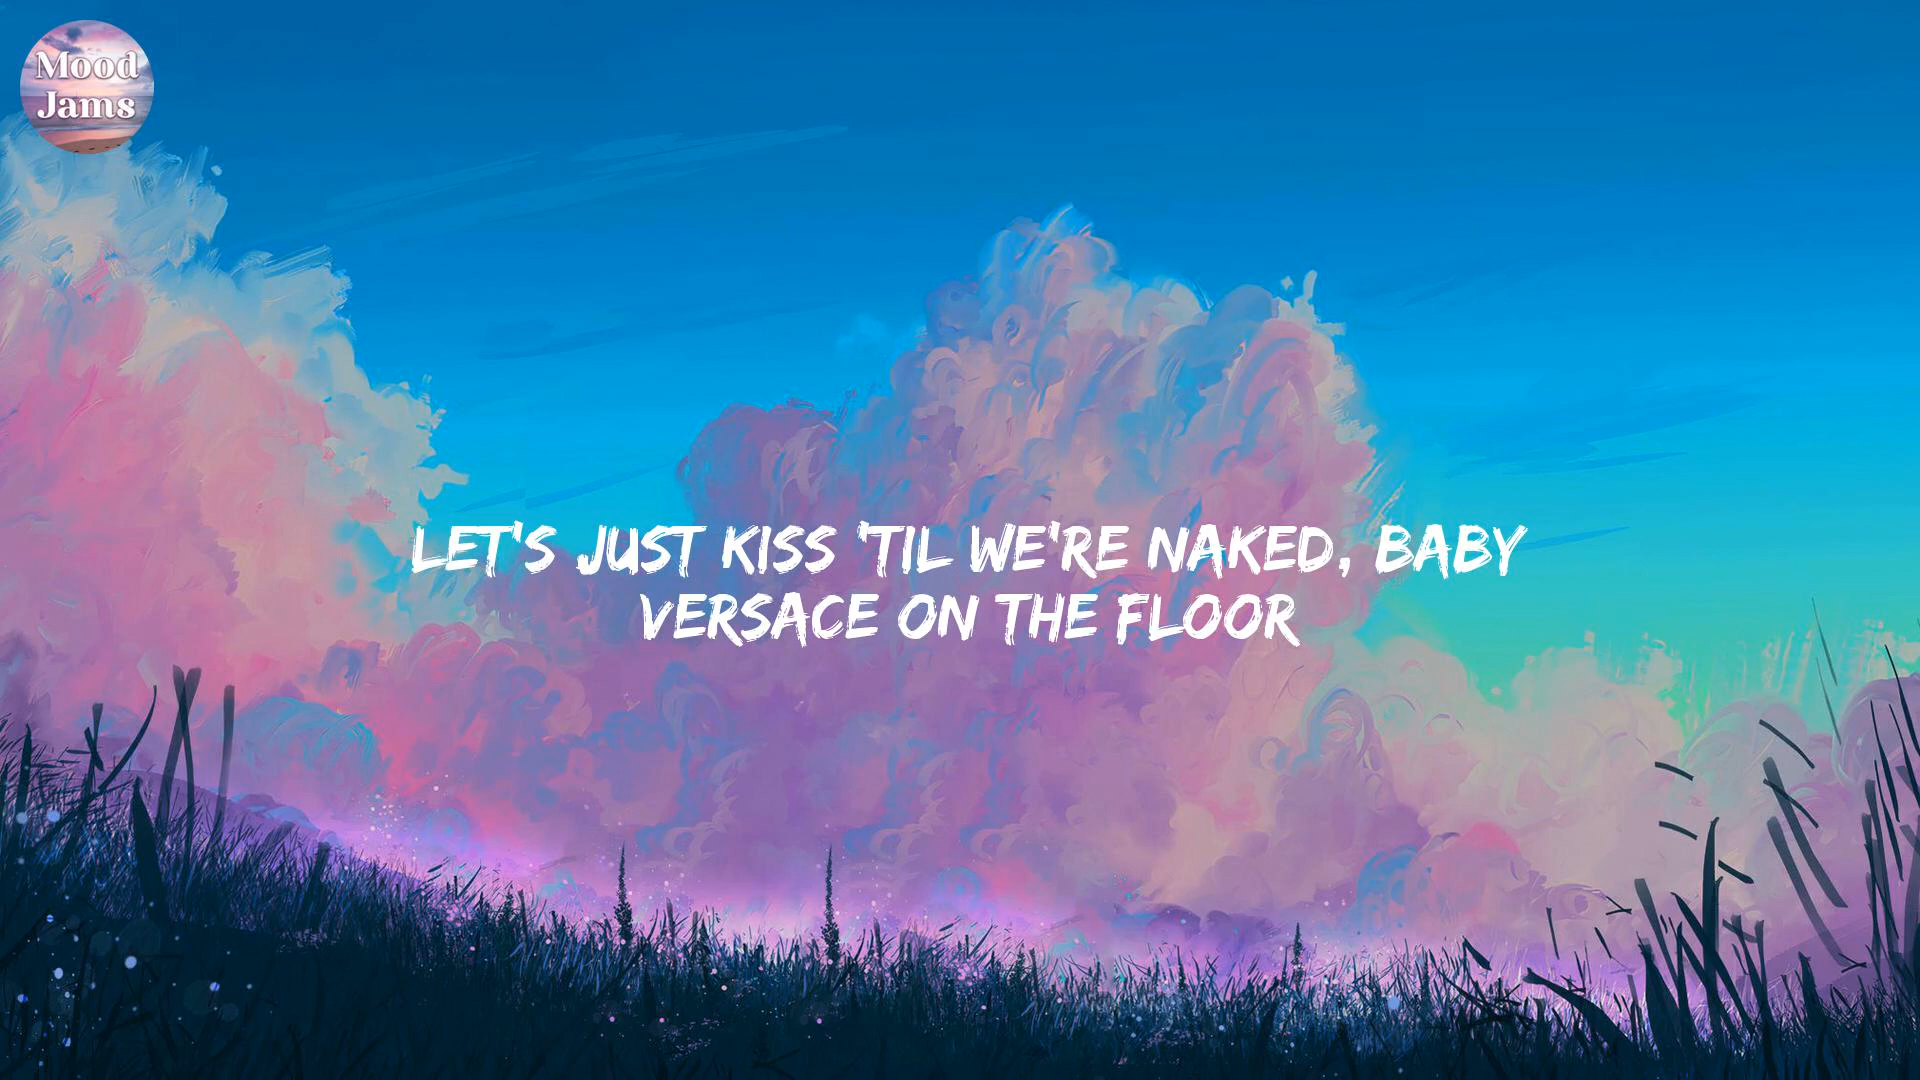 Mood
Jams
LET'S JUST KISS 'TIL WE'RE NAKED, BABY
VERSACE ON THE FLOOR